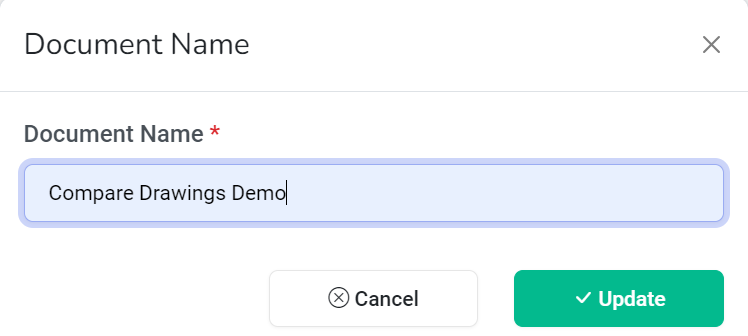 Document Name
Document Name *
Compare Drawings Demo
Cancel Update